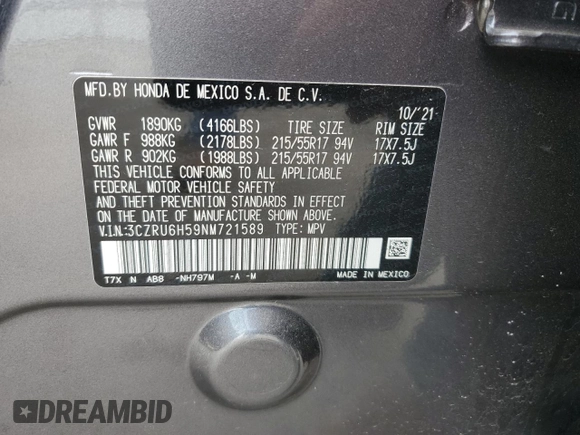 MFD.BY HONDA DE MEXICO S.A. DE C.V.
10/'21
GVWR 1890KG (4166LBS) TIRE SIZE RIM SIZE
GAWR F 988KG (2178LBS) 215/55R17 94V 17X7.5J
GAWR R 902KG (1988LBS) 215/55R17 94V 17X7.5J
THIS VEHICLE CONFORMS TO ALL APPLICABLE
FEDERAL MOTOR VEHICLE SAFETY
AND THEFT PREVENTION STANDARDS IN EFFECT
ON THE DATE OF MANUFACTURE SHOWN ABOVE.
V.I.N.:3CZRU6H59NM721589 TYPE: MPV
T7X N AB8 -NH797M -A -M MADE IN MEXICO
DREAMBID